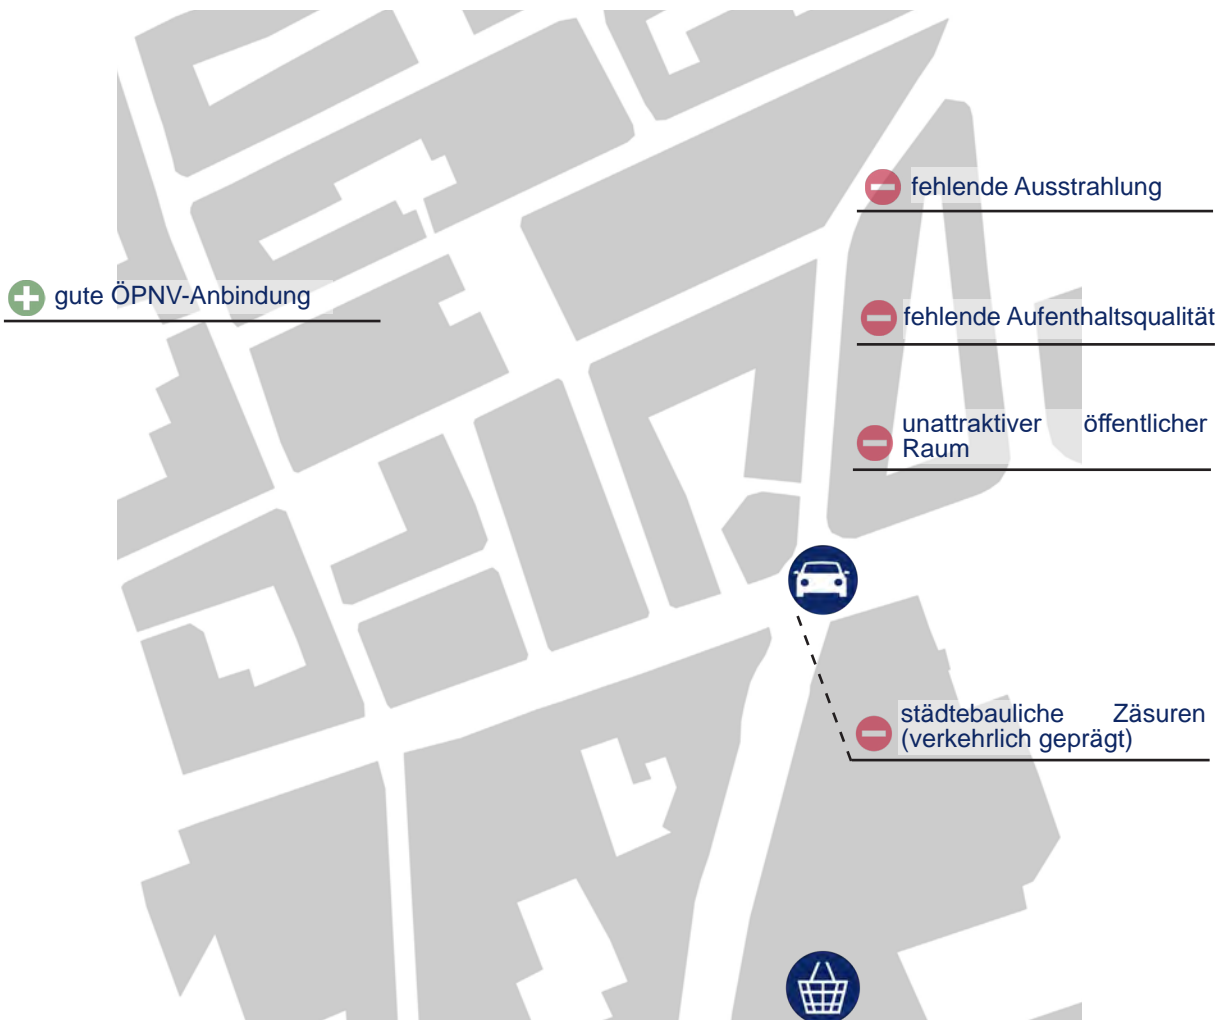 fehlende Ausstrahlung
gute ÖPNV-Anbindung
fehlende Aufenthaltsqualität
unattraktiver öffentlicher
Raum
städtebauliche Zäsuren
(verkehrlich geprägt)